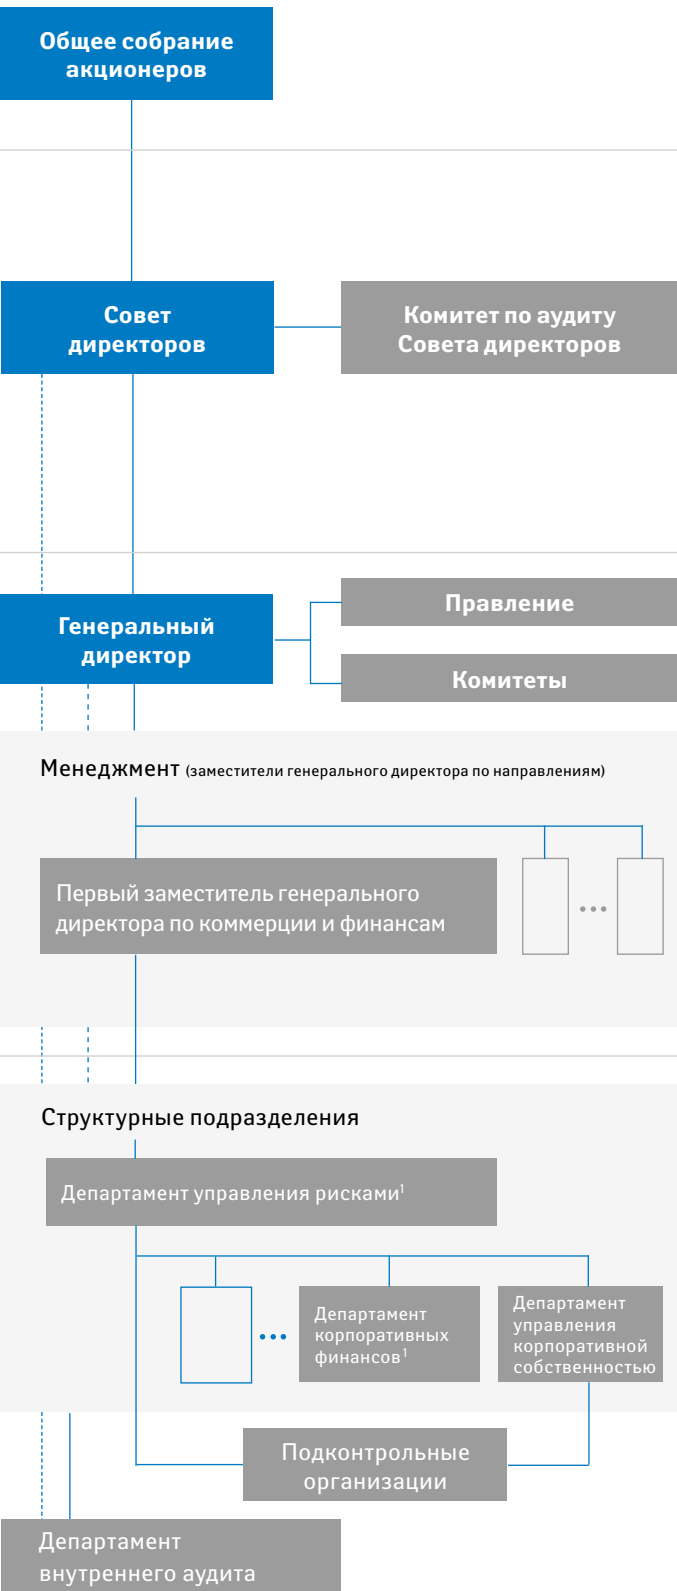 Общее собрание
акционеров
Совет
директоров
Комитет по аудиту
Совета директоров
Генеральный
директор
Правление
Комитеты
Менеджмент (заместители генерального директора по направлениям)
Первый заместитель генерального
директора по коммерции и финансам
Структурные подразделения
Департамент управления рисками¹
Департамент
корпоративных
финансов¹
Департамент
управления
корпоративной
собственностью
Подконтрольные
организации
Департамент
внутреннего аудита